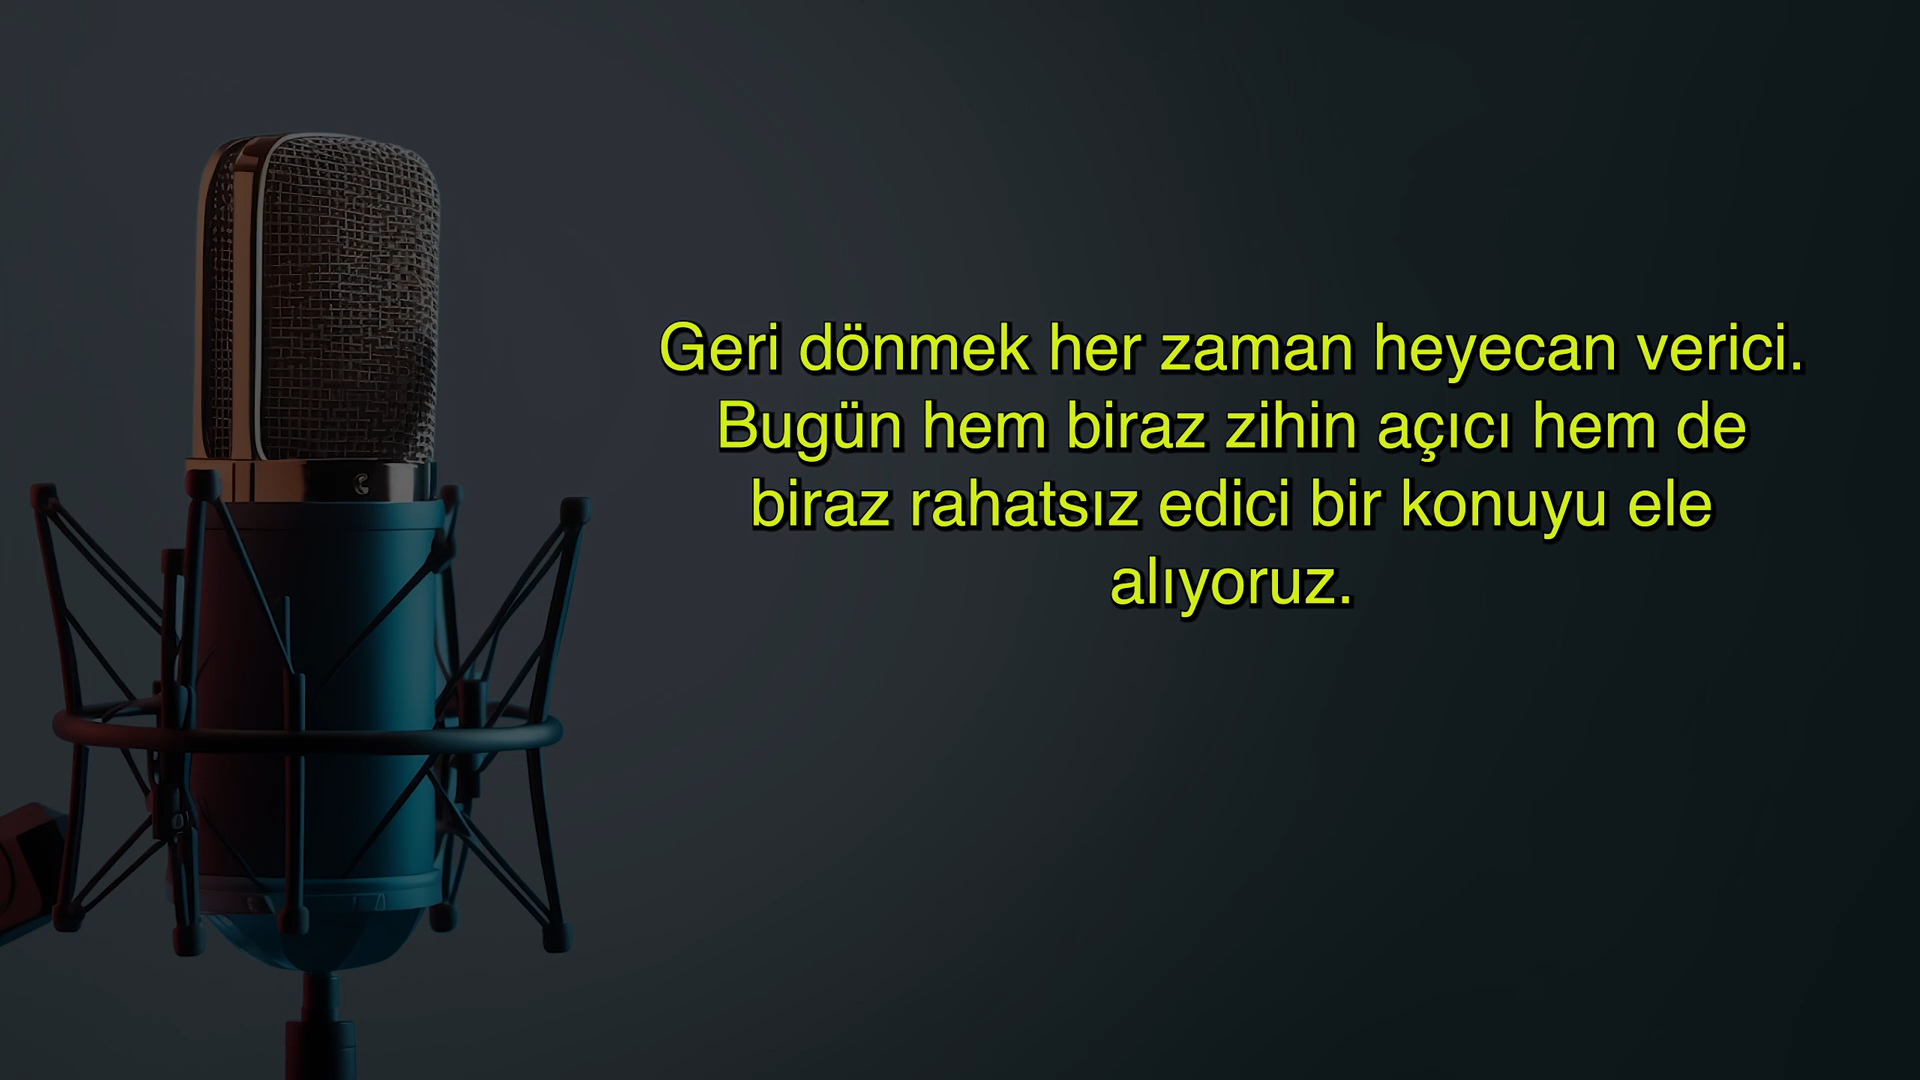 Geri dönmek her zaman heyecan verici.
Bugün hem biraz zihin açıcı hem de
biraz rahatsız edici bir konuyu ele
alıyoruz.